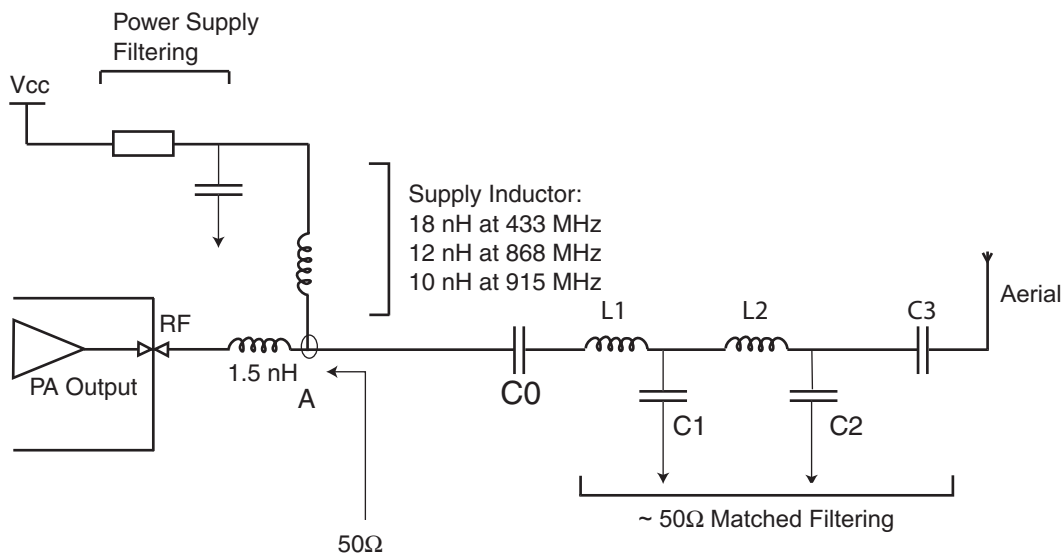 Power Supply
Filtering
Vcc
Supply Inductor:
18 nH at 433 MHz
12 nH at 868 MHz
10 nH at 915 MHz
RF
PA Output
1.5 nH
A
50Ω
C0
L1
L2
C3
Aerial
C1
C2
~ 50Ω Matched Filtering